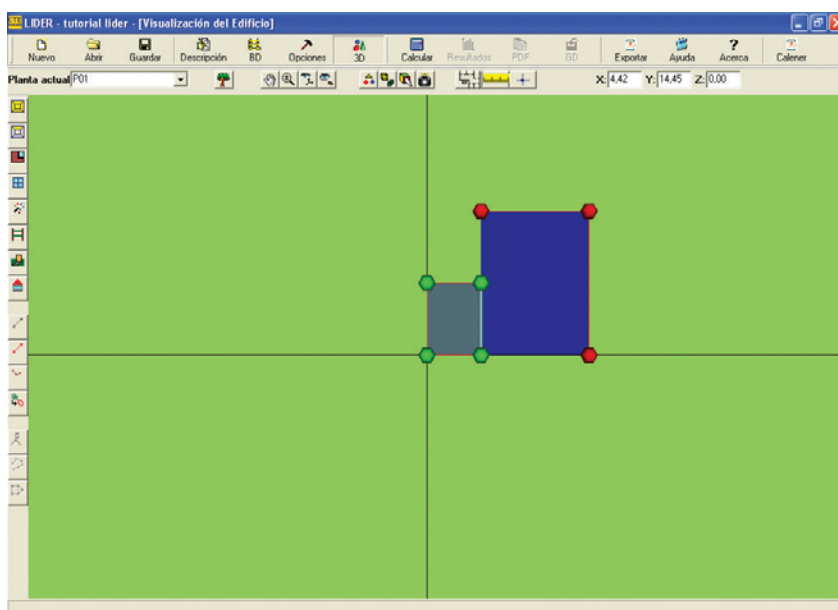 LIDER - tutorial lider - [Visualización del Edificio]
Nuevo Abrir Guardar Descripción BD Opciones 3D Calcular Resultados PDF GD Exportar Ayuda Acerca Calener
Planta actual P01 X: 4,42 Y: 14,45 Z: 0,00